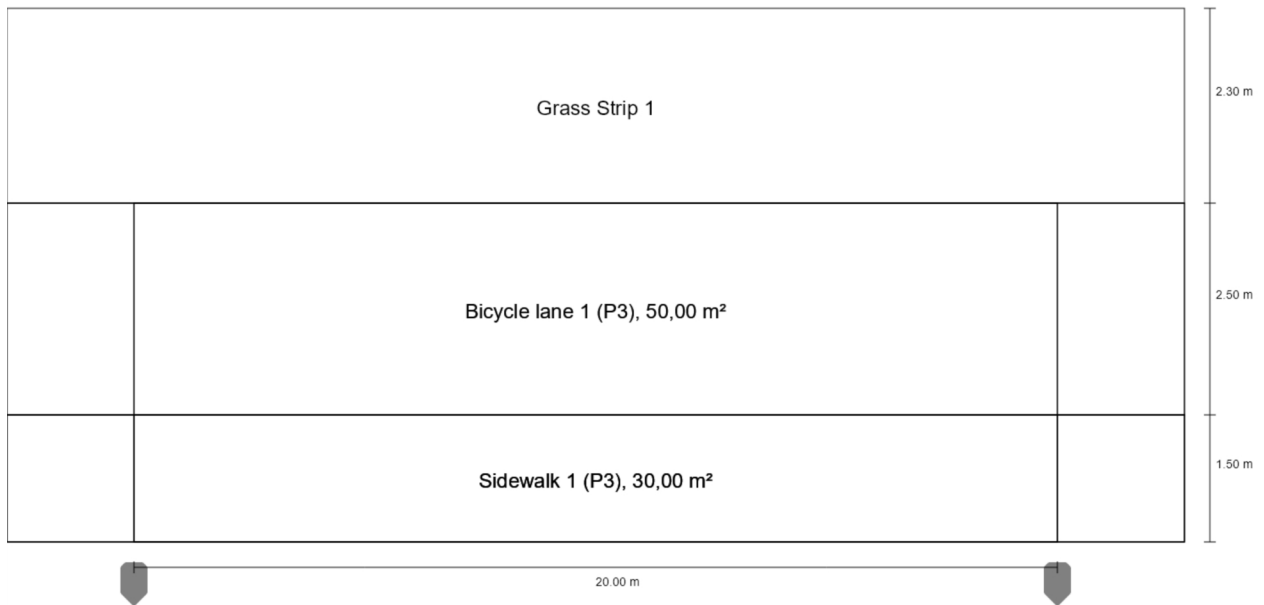 Grass Strip 1
2.30 m
Bicycle lane 1 (P3), 50,00 m²
2.50 m
Sidewalk 1 (P3), 30,00 m²
1.50 m
20.00 m